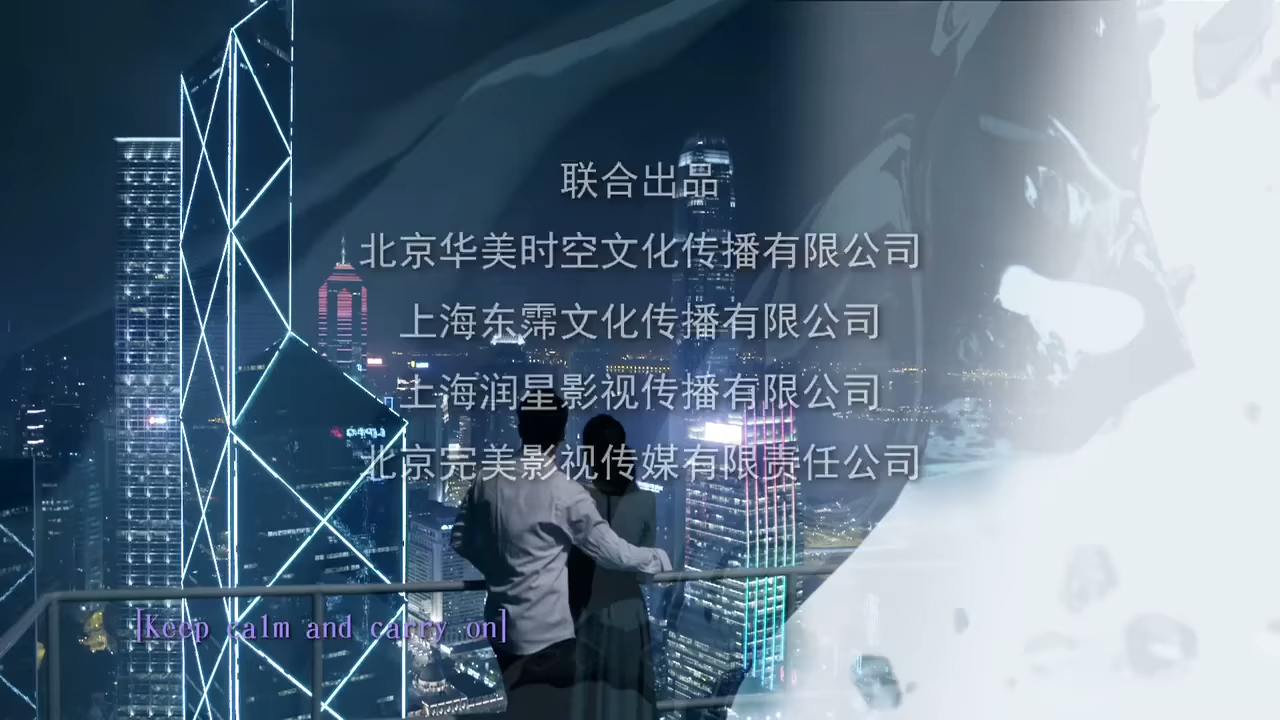 联合出品
北京华美时空文化传播有限公司
上海东霈文化传播有限公司
上海润星影视传播有限公司
北京完美影视传媒有限责任公司
[Keep calm and carry on]